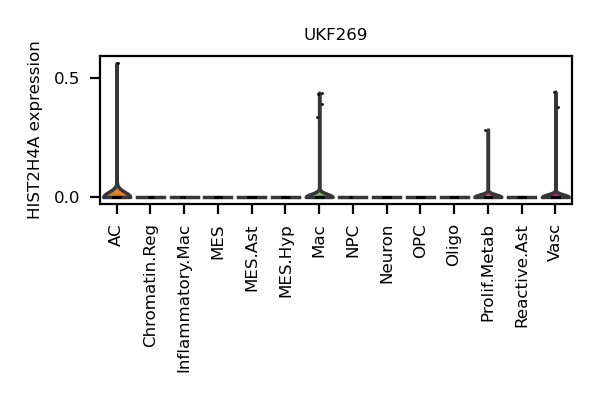 UKF269
HIST2H4A expression
0.5
0.0
AC
Chromatin.Reg
Inflammatory.Mac
MES
MES.Ast
MES.Hyp
Mac
NPC
Neuron
OPC
Oligo
Prolif.Metab
Reactive.Ast
Vasc